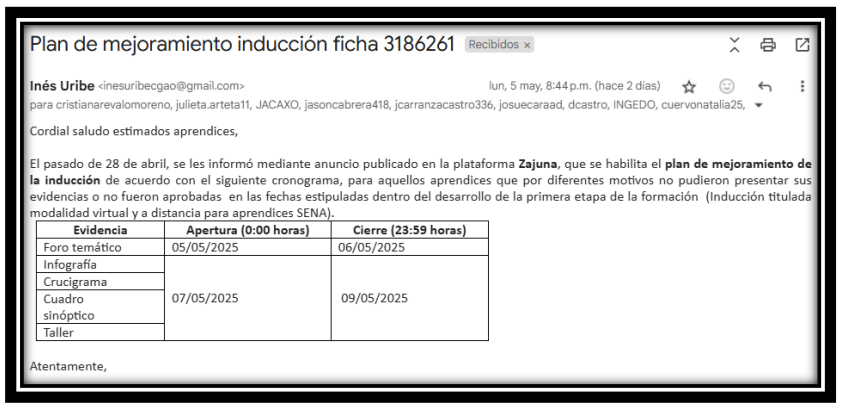 Plan de mejoramiento inducción ficha 3186261 Recibidos x
Inés Uribe <inesuribecgao@gmail.com> lun, 5 may, 8:44 p.m. (hace 2 días)
para cristianarevalomoreno, julieta.arteta11, JACAXO, jasoncabrera418, jcarranzacastro336, josuecaraad, dcastro, INGEDO, cuervonatalia25,
Cordial saludo estimados aprendices,
El pasado de 28 de abril, se les informó mediante anuncio publicado en la plataforma Zajuna, que se habilita el plan de mejoramiento de
la inducción de acuerdo con el siguiente cronograma, para aquellos aprendices que por diferentes motivos no pudieron presentar sus
evidencias o no fueron aprobadas en las fechas estipuladas dentro del desarrollo de la primera etapa de la formación (Inducción titulada
modalidad virtual y a distancia para aprendices SENA).
Evidencia Apertura (0:00 horas) Cierre (23:59 horas)
Foro temático 05/05/2025 06/05/2025
Infografía
Crucigrama
Cuadro 07/05/2025 09/05/2025
sinóptico
Taller
Atentamente,